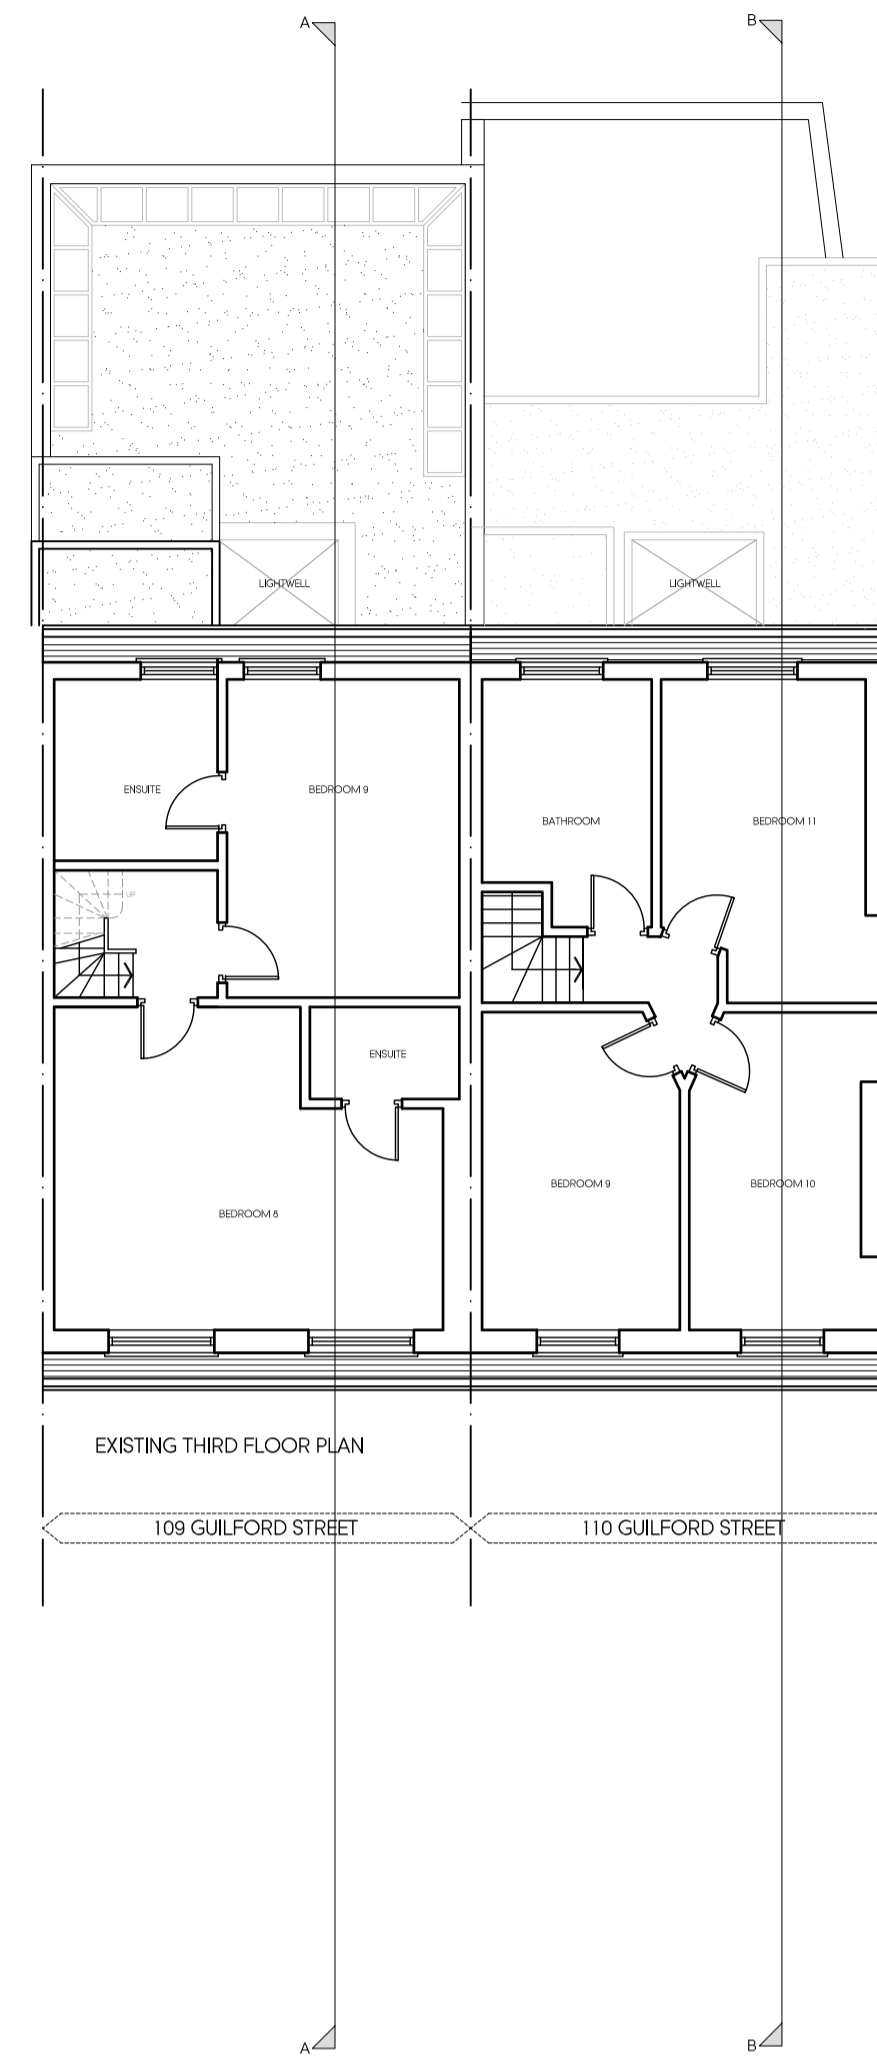 A
B
LIGHTWELL
LIGHTWELL
ENSUITE
BEDROOM 9
BATHROOM
BEDROOM 11
UP
ENSUITE
BEDROOM 8
BEDROOM 9
BEDROOM 10
EXISTING THIRD FLOOR PLAN
109 GUILFORD STREET
110 GUILFORD STREET
A
B